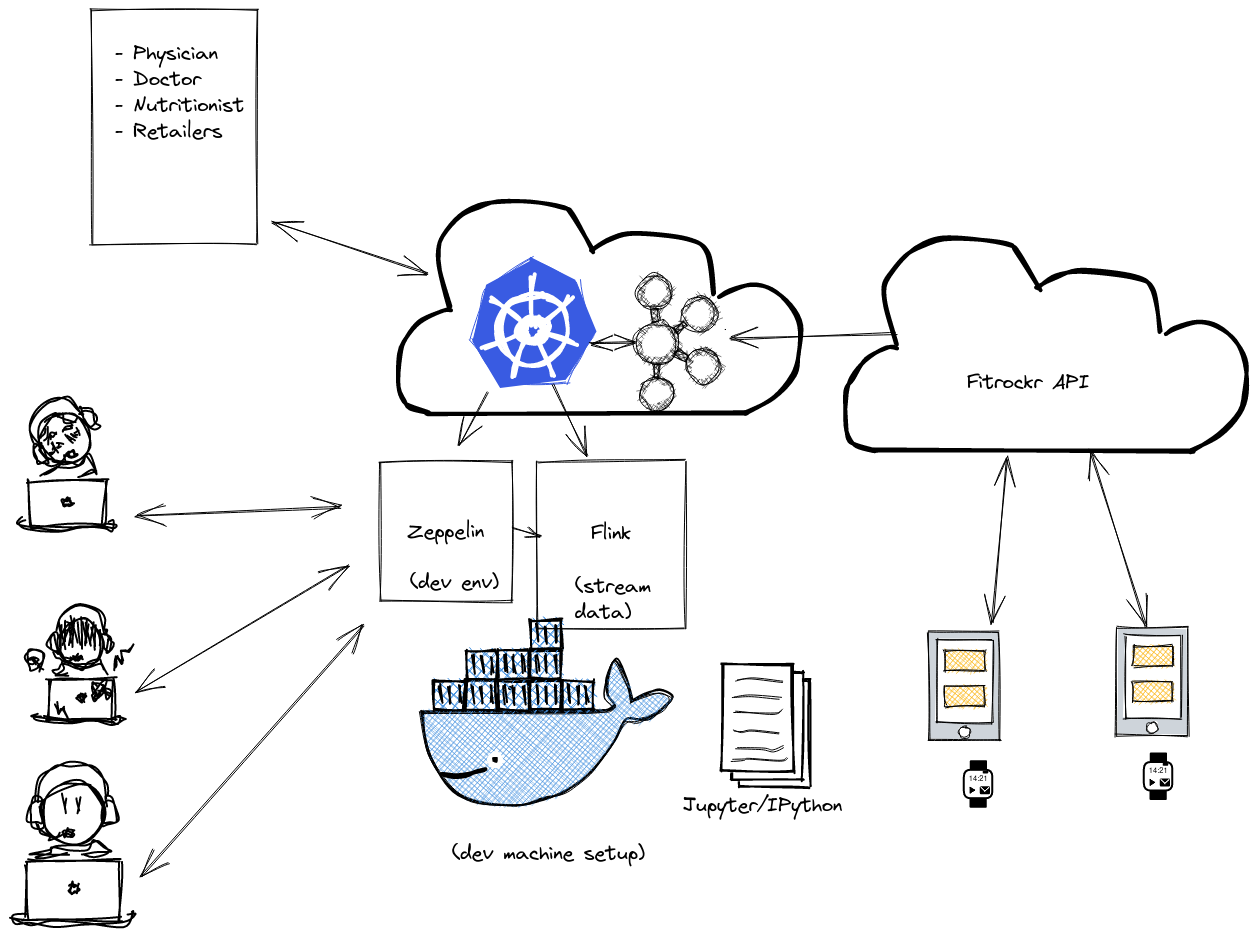 - Physician
- Doctor
- Nutritionist
- Retailers
Fitrockr API
Zeppelin
(dev env)
Flink
(stream
data)
Jupyter/IPython
(dev machine setup)
14:21
14:21